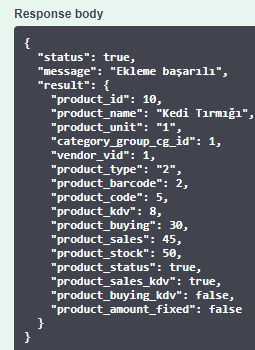 Response body
{
  "status": true,
  "message": "Ekleme başarılı",
  "result": {
    "product_id": 10,
    "product_name": "Kedi Tırmığı",
    "product_unit": "1",
    "category_group_cg_id": 1,
    "vendor_vid": 1,
    "product_type": "2",
    "product_barcode": 2,
    "product_code": 5,
    "product_kdv": 8,
    "product_buying": 30,
    "product_sales": 45,
    "product_stock": 50,
    "product_status": true,
    "product_sales_kdv": true,
    "product_buying_kdv": false,
    "product_amount_fixed": false
  }
}